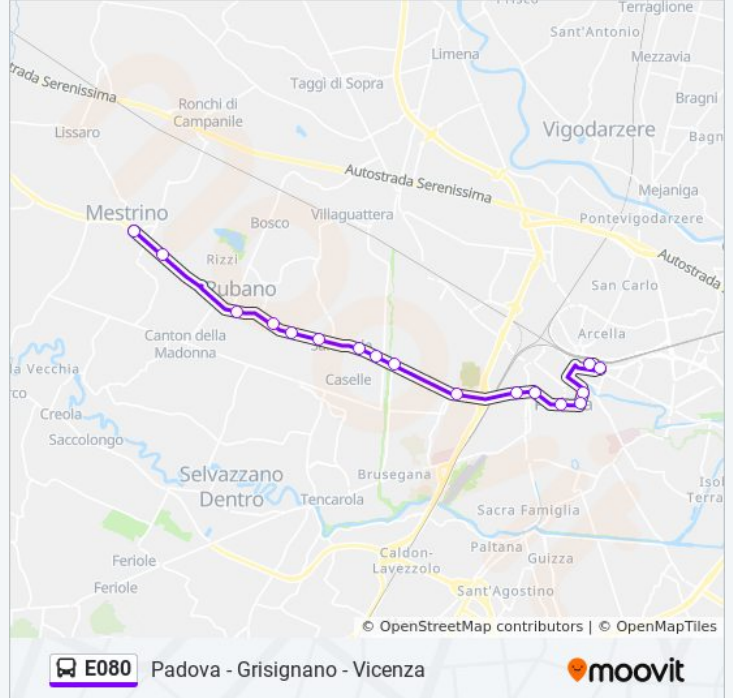 Terraglione
Sant'Antonio
Limena
Mezzavia
trada Serenissima
Taggì di Sopra
Ronchi di
Campanile
Bragni
Lissaro
Vigodarzere
Bagn
Autostrada Serenissima
Mejaniga
Mestrino
Bosco
Villaguattera
Pontevigodarzere
Rizzi
Autostrada
Rubano
San Carlo
Arcella
Canton della
Madonna
la Vecchia
Caselle
rco
Creola
Saccolongo
Selvazzano
Dentro
Brusegana
Isol
Terra
Tencarola
Sacra Famiglia
Feriole
Caldon-
Lavezzolo
Paltana
Guizza
Feriole
Sant'Agostino
© OpenStreetMap contributors | © OpenMapTiles
E080 Padova - Grisignano - Vicenza
moovit